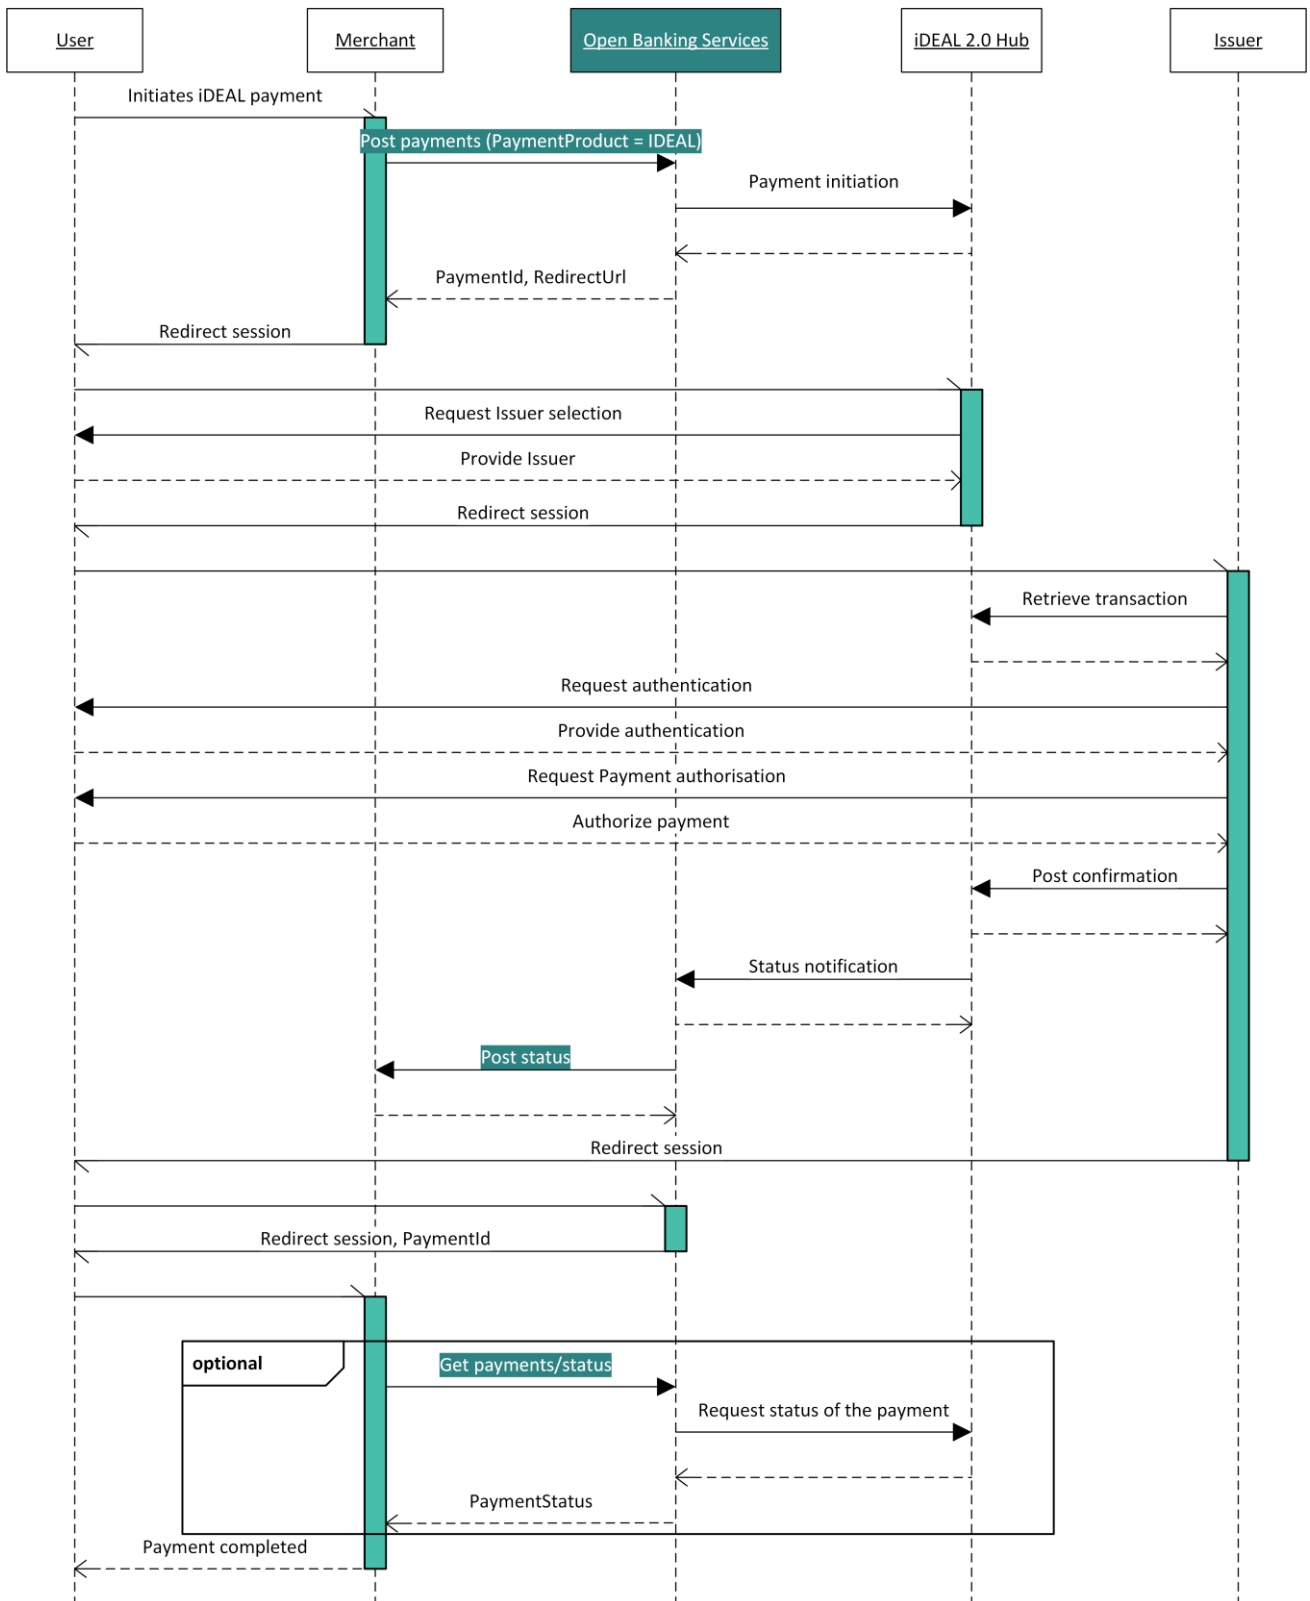 User
Merchant
Open Banking Services
iDEAL 2.0 Hub
Issuer
Initiates iDEAL payment
Post payments (PaymentProduct = IDEAL)
Payment initiation
PaymentId, RedirectUrl
Redirect session
Request Issuer selection
Provide Issuer
Redirect session
Retrieve transaction
Request authentication
Provide authentication
Request Payment authorisation
Authorize payment
Post confirmation
Status notification
Post status
Redirect session
Redirect session, PaymentId
optional
Get payments/status
Request status of the payment
PaymentStatus
Payment completed